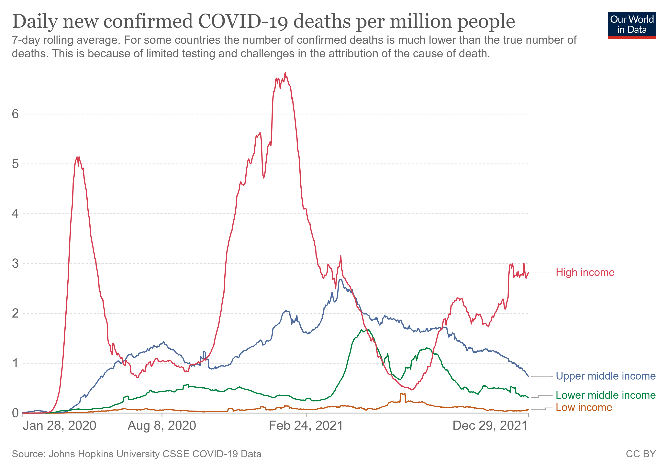 Daily new confirmed COVID-19 deaths per million people
Our World
in Data
7-day rolling average. For some countries the number of confirmed deaths is much lower than the true number of
deaths. This is because of limited testing and challenges in the attribution of the cause of death.
6
5
4
3
2
1
0
High income
Upper middle income
Lower middle income
Low income
Jan 28, 2020
Aug 8, 2020
Feb 24, 2021
Dec 29, 2021
Source: Johns Hopkins University CSSE COVID-19 Data
CC BY